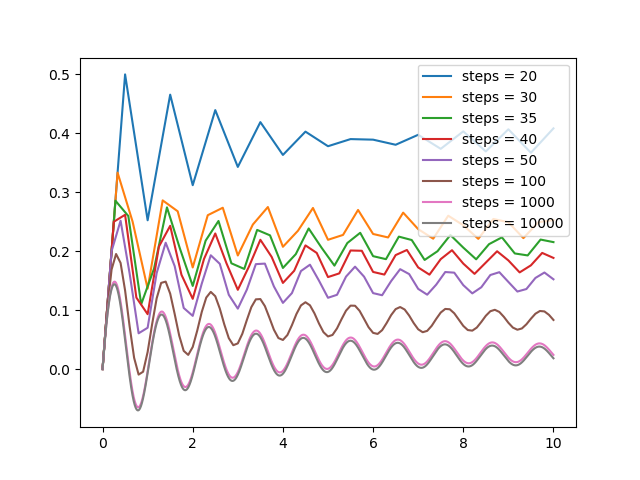 0.5
0.4
0.3
0.2
0.1
0.0
0 2 4 6 8 10
steps = 20
steps = 30
steps = 35
steps = 40
steps = 50
steps = 100
steps = 1000
steps = 10000